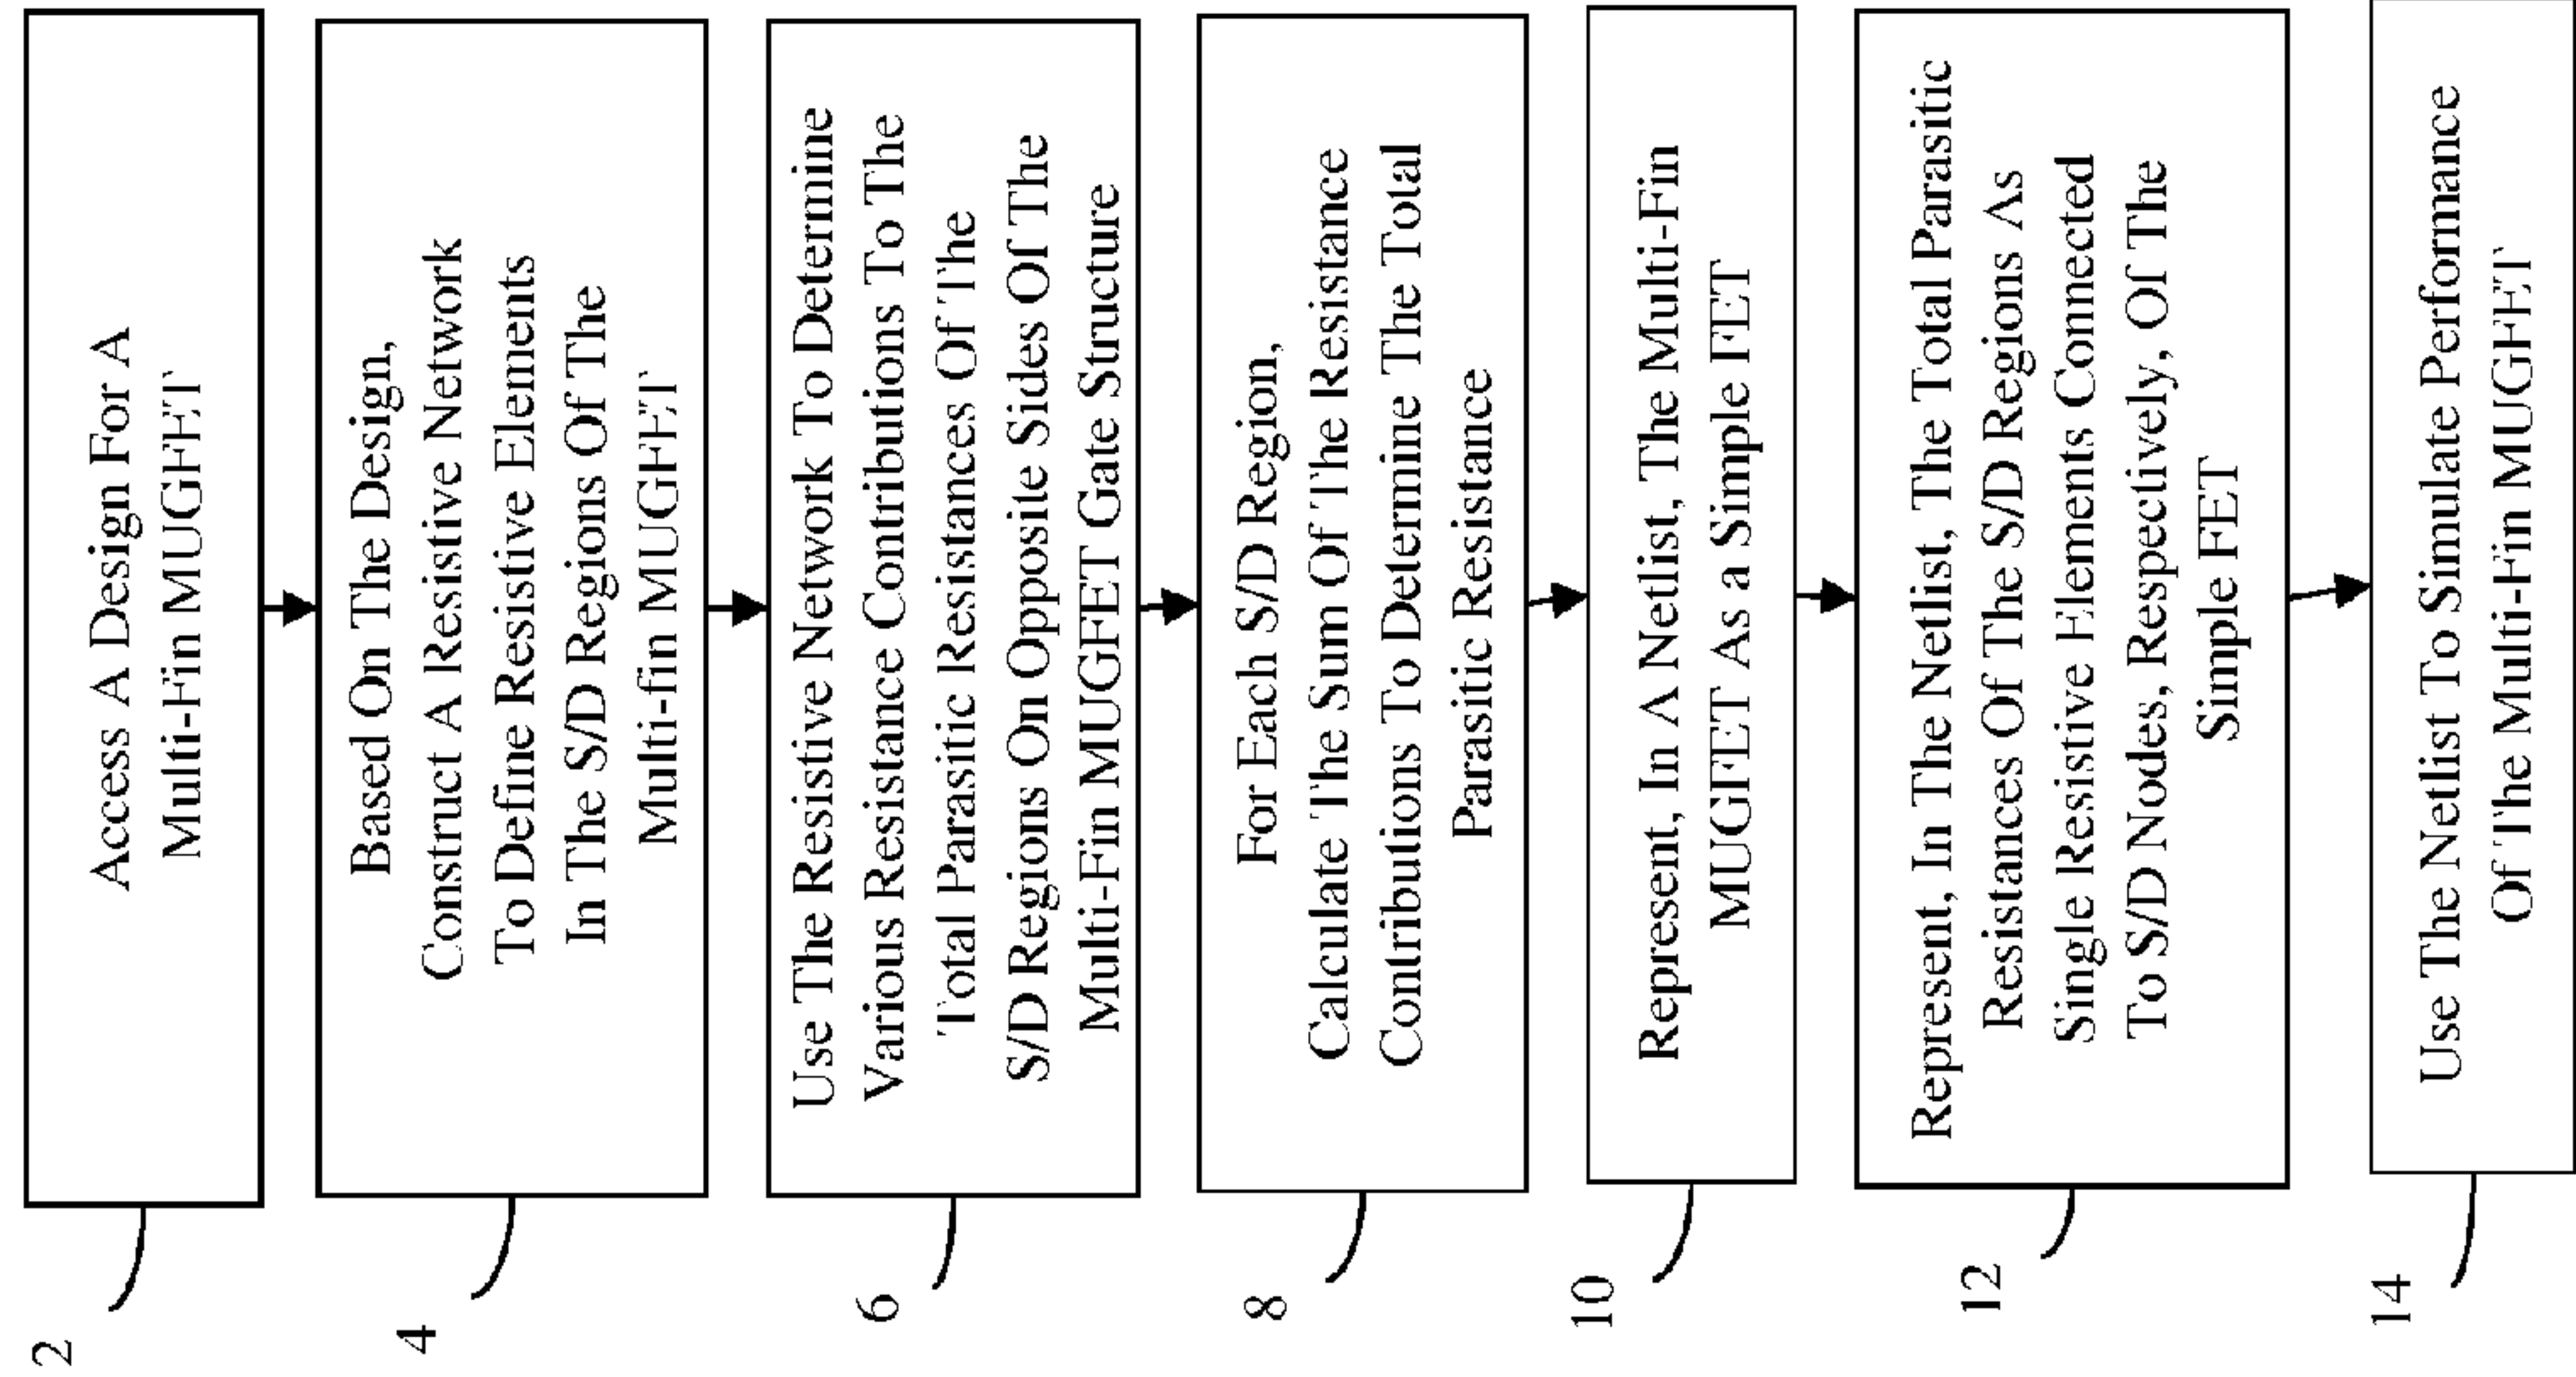 2
Access A Design For A
Multi-Fin MUGFET
4
Based On The Design,
Construct A Resistive Network
To Define Resistive Elements
In The S/D Regions Of The
Multi-fin MUGFET
6
Use The Resistive Network To Determine
Various Resistance Contributions To The
Total Parasitic Resistances Of The
S/D Regions On Opposite Sides Of The
Multi-Fin MUGFET Gate Structure
8
For Each S/D Region,
Calculate The Sum Of The Resistance
Contributions To Determine The Total
Parasitic Resistance
10
Represent, In A Netlist, The Multi-Fin
MUGFET As a Simple FET
12
Represent, In The Netlist, The Total Parasitic
Resistances Of The S/D Regions As
Single Resistive Elements Connected
To S/D Nodes, Respectively, Of The
Simple FET
14
Use The Netlist To Simulate Performance
Of The Multi-Fin MUGFET